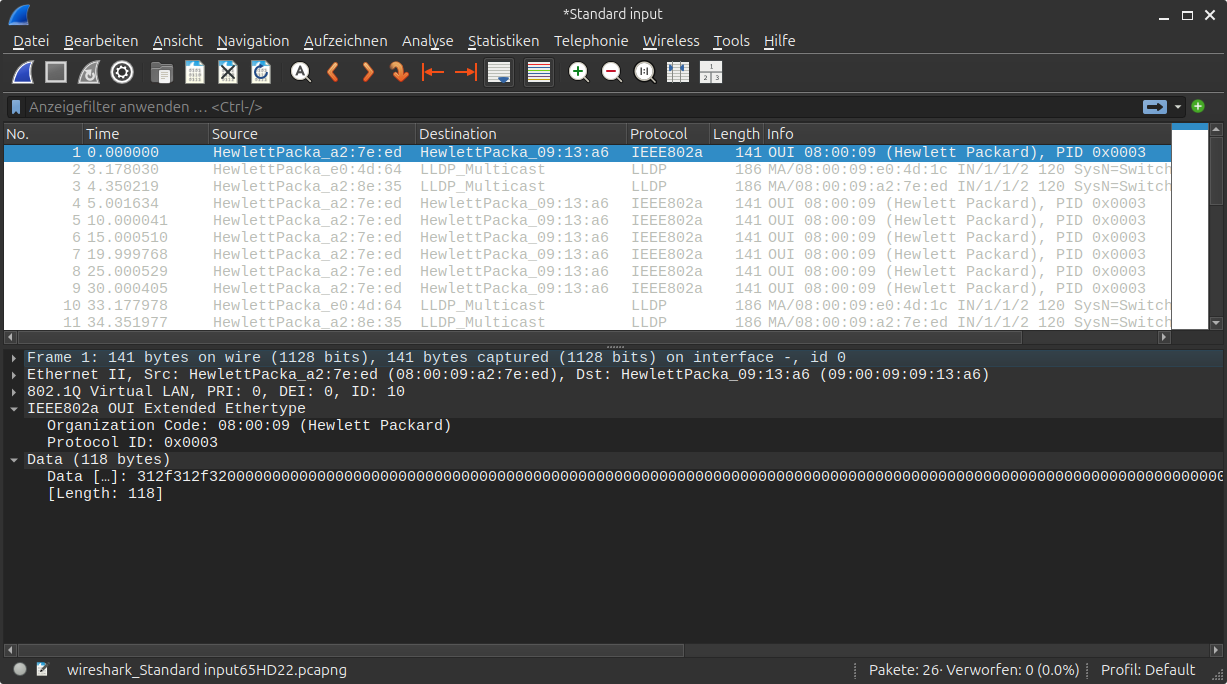 *Standard input
Datei Bearbeiten Ansicht Navigation Aufzeichnen Analyse Statistiken Telephonie Wireless Tools Hilfe
Anzeigefilter anwenden … <Ctrl-/>
No. Time Source Destination Protocol Length Info
1 0.000000 HewlettPacka_a2:7e:ed HewlettPacka_09:13:a6 IEEE802a 141 OUI 08:00:09 (Hewlett Packard), PID 0x0003
2 3.178030 HewlettPacka_e0:4d:64 LLDP_Multicast LLDP 186 MA/08:00:09:e0:4d:1c IN/1/1/2 120 SysN=Switch
3 4.350219 HewlettPacka_a2:8e:35 LLDP_Multicast LLDP 186 MA/08:00:09:a2:7e:ed IN/1/1/2 120 SysN=Switch
4 5.001634 HewlettPacka_a2:7e:ed HewlettPacka_09:13:a6 IEEE802a 141 OUI 08:00:09 (Hewlett Packard), PID 0x0003
5 10.000041 HewlettPacka_a2:7e:ed HewlettPacka_09:13:a6 IEEE802a 141 OUI 08:00:09 (Hewlett Packard), PID 0x0003
6 15.000510 HewlettPacka_a2:7e:ed HewlettPacka_09:13:a6 IEEE802a 141 OUI 08:00:09 (Hewlett Packard), PID 0x0003
7 19.999768 HewlettPacka_a2:7e:ed HewlettPacka_09:13:a6 IEEE802a 141 OUI 08:00:09 (Hewlett Packard), PID 0x0003
8 25.000529 HewlettPacka_a2:7e:ed HewlettPacka_09:13:a6 IEEE802a 141 OUI 08:00:09 (Hewlett Packard), PID 0x0003
9 30.000405 HewlettPacka_a2:7e:ed HewlettPacka_09:13:a6 IEEE802a 141 OUI 08:00:09 (Hewlett Packard), PID 0x0003
10 33.177978 HewlettPacka_e0:4d:64 LLDP_Multicast LLDP 186 MA/08:00:09:e0:4d:1c IN/1/1/2 120 SysN=Switch
11 34.351977 HewlettPacka_a2:8e:35 LLDP_Multicast LLDP 186 MA/08:00:09:a2:7e:ed IN/1/1/2 120 SysN=Switch
Frame 1: 141 bytes on wire (1128 bits), 141 bytes captured (1128 bits) on interface -, id 0
Ethernet II, Src: HewlettPacka_a2:7e:ed (08:00:09:a2:7e:ed), Dst: HewlettPacka_09:13:a6 (09:00:09:09:13:a6)
802.1Q Virtual LAN, PRI: 0, DEI: 0, ID: 10
IEEE802a OUI Extended Ethertype
Organization Code: 08:00:09 (Hewlett Packard)
Protocol ID: 0x0003
Data (118 bytes)
Data […]: 312f312f3200000000000000000000000000000000000000000000000000000000000000000000000000000000000000000000000000000000000000
[Length: 118]
wireshark_Standard input65HD22.pcapng
Pakete: 26· Verworfen: 0 (0.0%)
Profil: Default